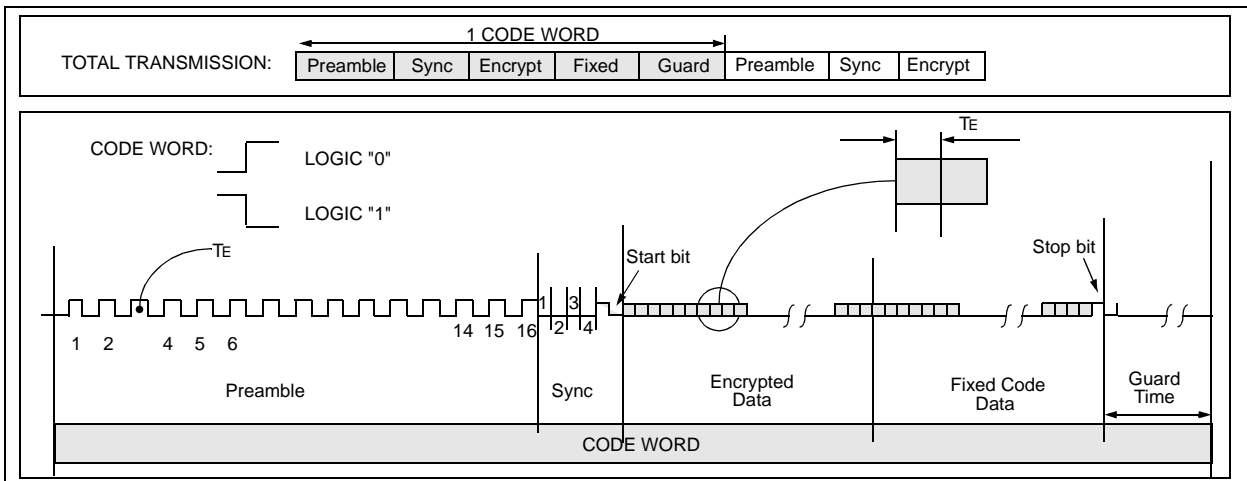 1 CODE WORD
TOTAL TRANSMISSION: Preamble Sync Encrypt Fixed Guard Preamble Sync Encrypt
TE
CODE WORD: LOGIC "0"
LOGIC "1"
TE
Start bit
Stop bit
1 3
1 2 4 5 6 14 15 16 2 4
Preamble
Sync
Encrypted
Data
Fixed Code
Data
Guard
Time
CODE WORD